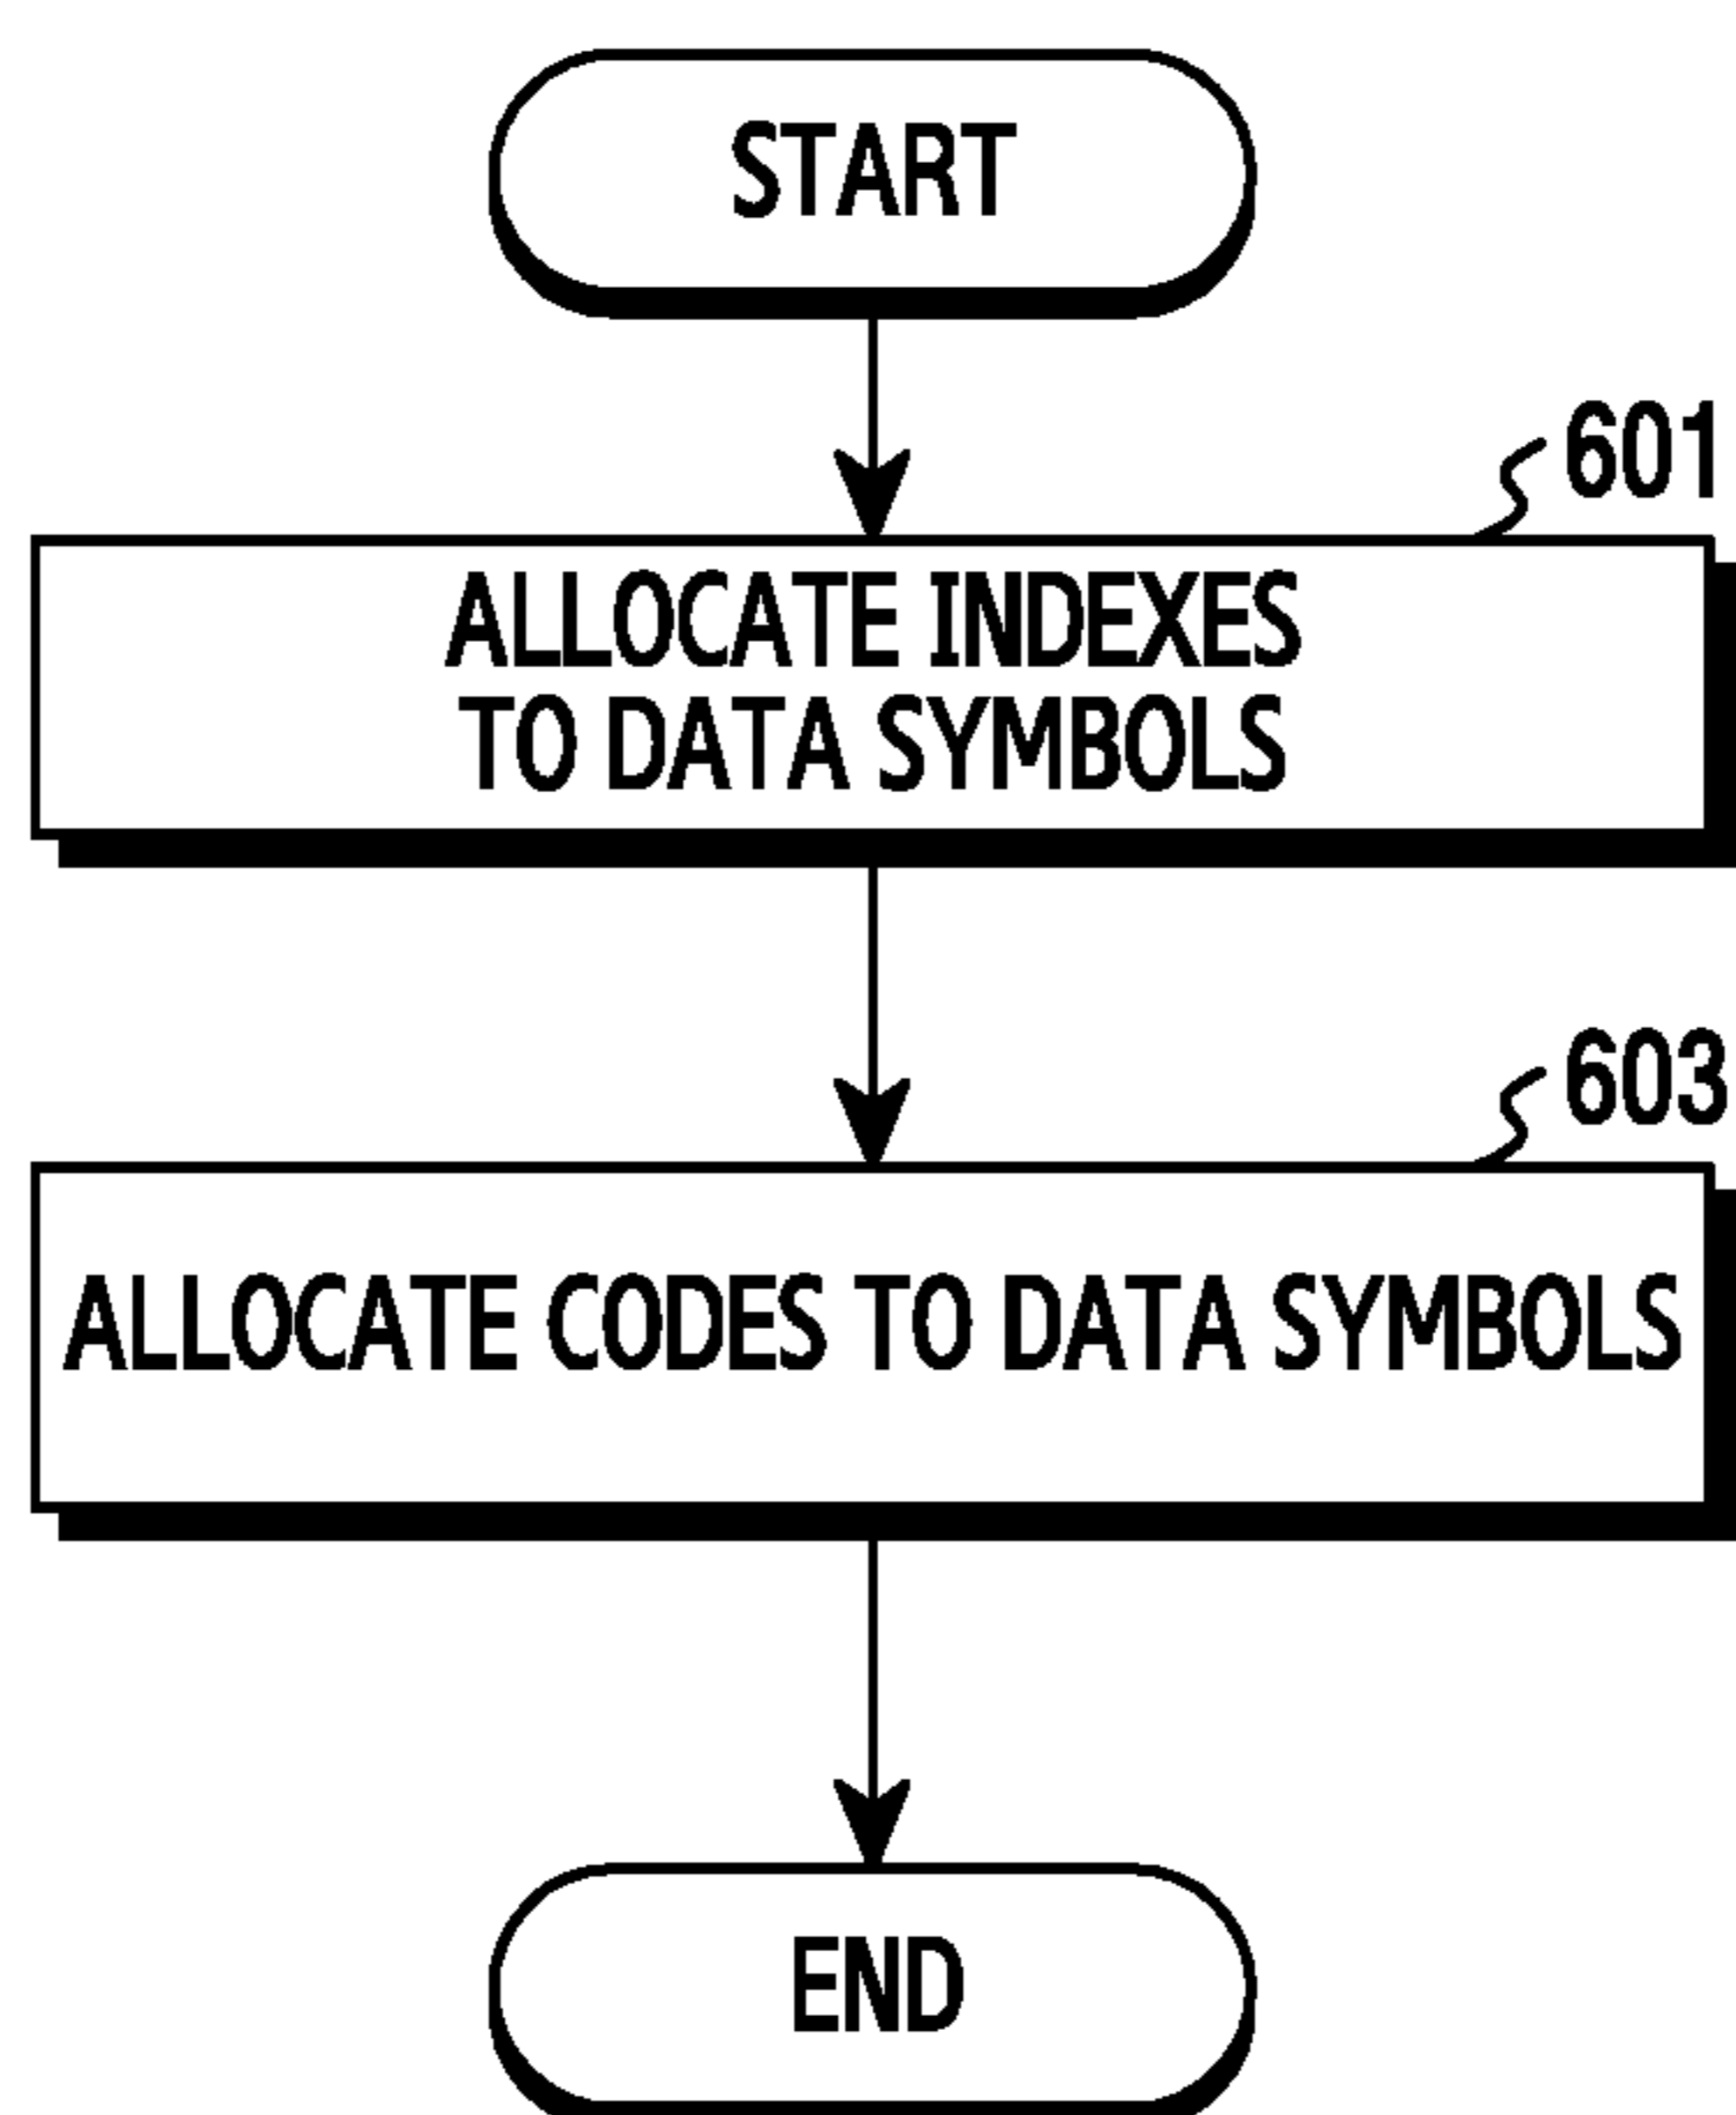 START
601
ALLOCATE INDEXES
TO DATA SYMBOLS
603
ALLOCATE CODES TO DATA SYMBOLS
END